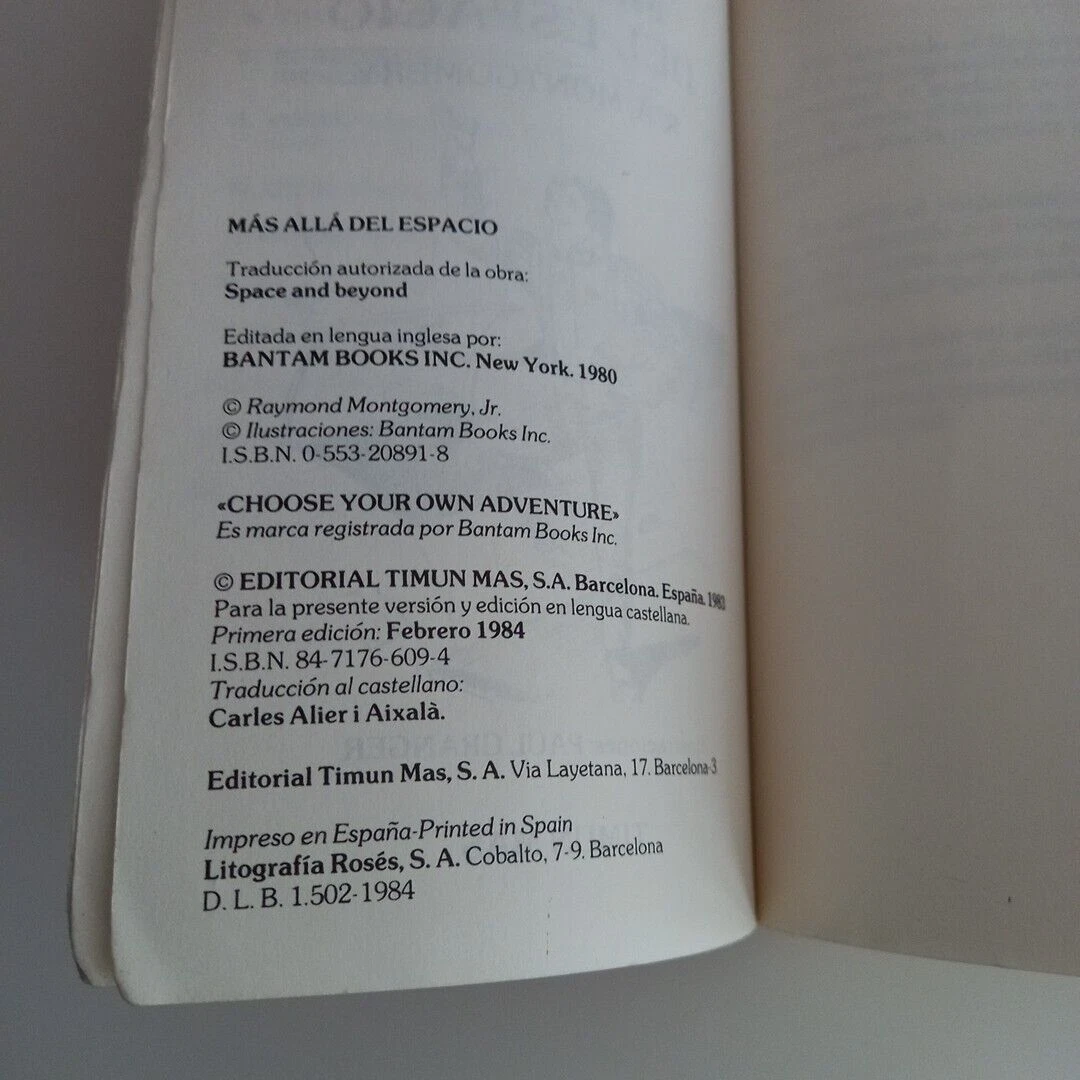 MÁS ALLÁ DEL ESPACIO
Traducción autorizada de la obra:
Space and beyond
Editada en lengua inglesa por:
BANTAM BOOKS INC. New York. 1980
© Raymond Montgomery, Jr.
© Ilustraciones: Bantam Books Inc.
I.S.B.N. 0-553-20891-8
«CHOOSE YOUR OWN ADVENTURE»
Es marca registrada por Bantam Books Inc.
© EDITORIAL TIMUN MAS, S.A. Barcelona. España.
Para la presente versión y edición en lengua castellana.
Primera edición: Febrero 1984
I.S.B.N. 84-7176-609-4
Traducción al castellano:
Carles Alier i Aixalà.
Editorial Timun Mas, S. A. Via Layetana, 17. Barcelona-3
Impreso en España-Printed in Spain
Litografía Rosés, S. A. Cobalto, 7-9. Barcelona
D. L. B. 1.502-1984